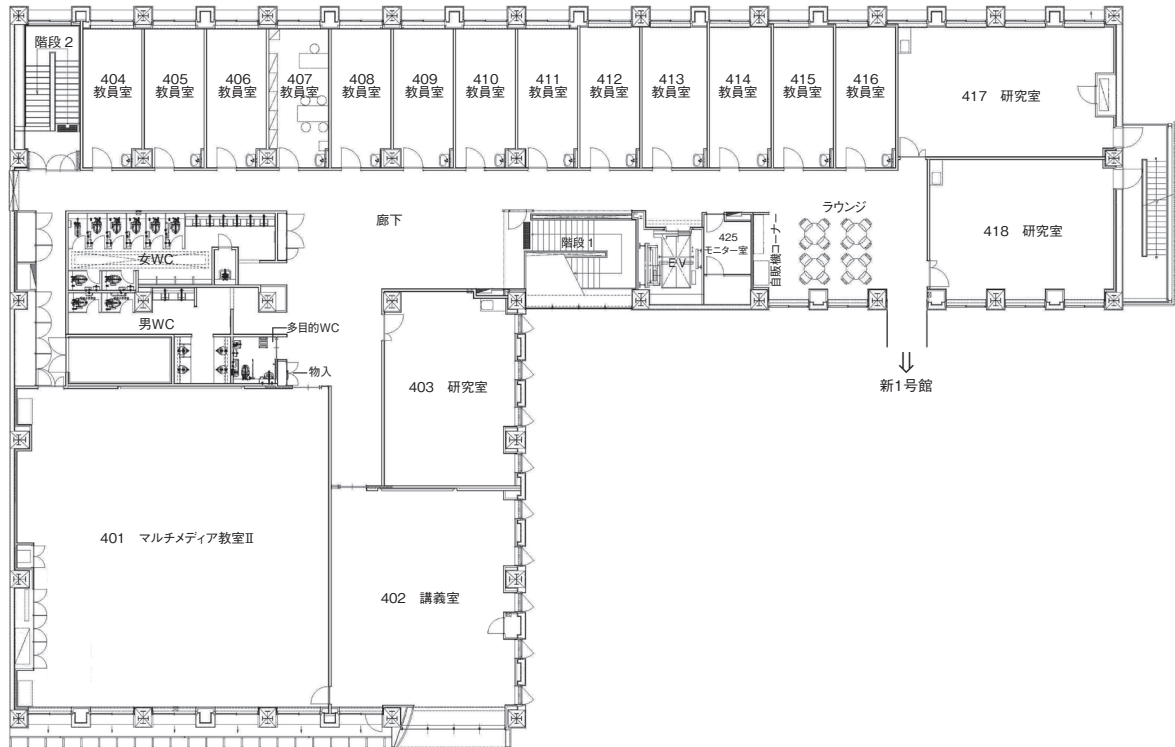 階段2
404
教員室
405
教員室
406
教員室
407
教員室
408
教員室
409
教員室
410
教員室
411
教員室
412
教員室
413
教員室
414
教員室
415
教員室
416
教員室
417 研究室
廊下
階段1
EV
425
モニター室
自販機コーナー
ラウンジ
418 研究室
女WC
男WC
多目的WC
物入
403 研究室
新1号館
401 マルチメディア教室Ⅱ
402 講義室